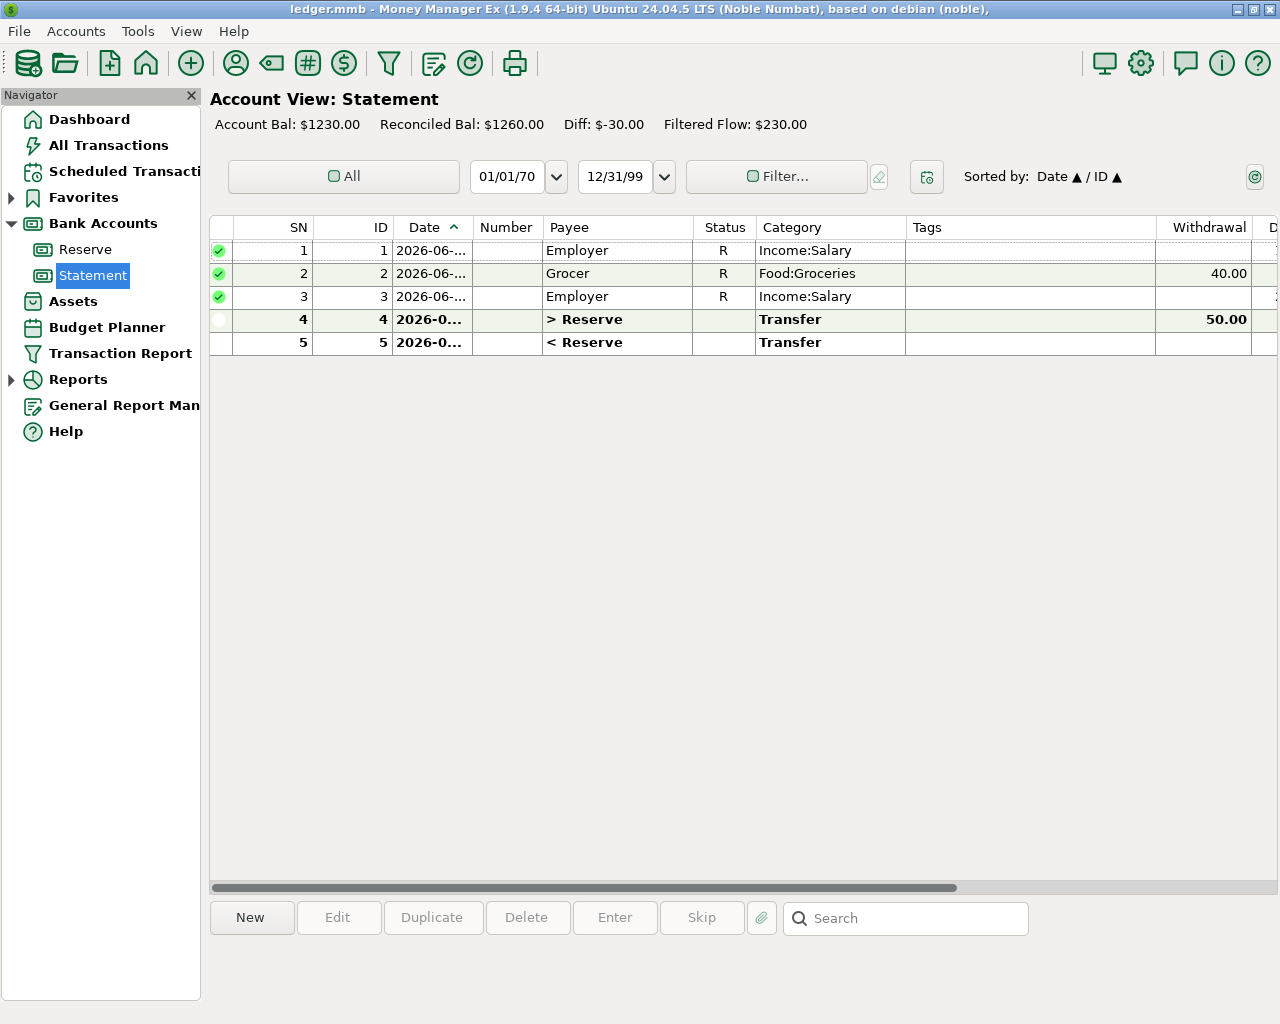 ledger.mmb - Money Manager Ex (1.9.4 64-bit) Ubuntu 24.04.5 LTS (Noble Numbat), based on debian (noble),
File Accounts Tools View Help
Navigator
Dashboard
All Transactions
Scheduled Transacti
Favorites
Bank Accounts
Reserve
Statement
Assets
Budget Planner
Transaction Report
Reports
General Report Man
Help
Account View: Statement
Account Bal: $1230.00 Reconciled Bal: $1260.00 Diff: $-30.00 Filtered Flow: $230.00
All 01/01/70 12/31/99 Filter... Sorted by: Date ▲ / ID ▲
SN ID Date Number Payee Status Category Tags Withdrawal D
1 1 2026-06-... Employer R Income:Salary
2 2 2026-06-... Grocer R Food:Groceries 40.00
3 3 2026-06-... Employer R Income:Salary
4 4 2026-0... > Reserve Transfer 50.00
5 5 2026-0... < Reserve Transfer
New Edit Duplicate Delete Enter Skip Search